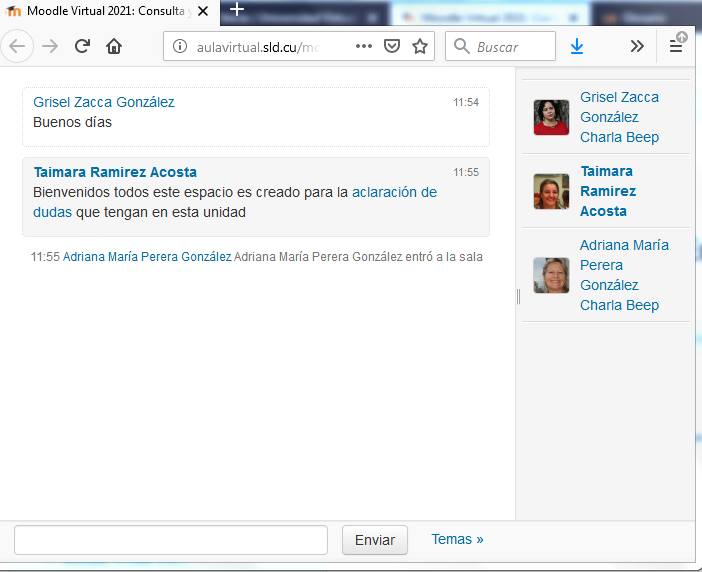 Moodle Virtual 2021: Consulta y
aulavirtual.sld.cu/mo
Buscar
Grisel Zacca González 11:54
Buenos días
Taimara Ramirez Acosta 11:55
Bienvenidos todos este espacio es creado para la aclaración de
dudas que tengan en esta unidad
11:55 Adriana María Perera González Adriana María Perera González entró a la sala
Grisel Zacca
González
Charla Beep
Taimara
Ramirez
Acosta
Adriana María
Perera
González
Charla Beep
Enviar
Temas »